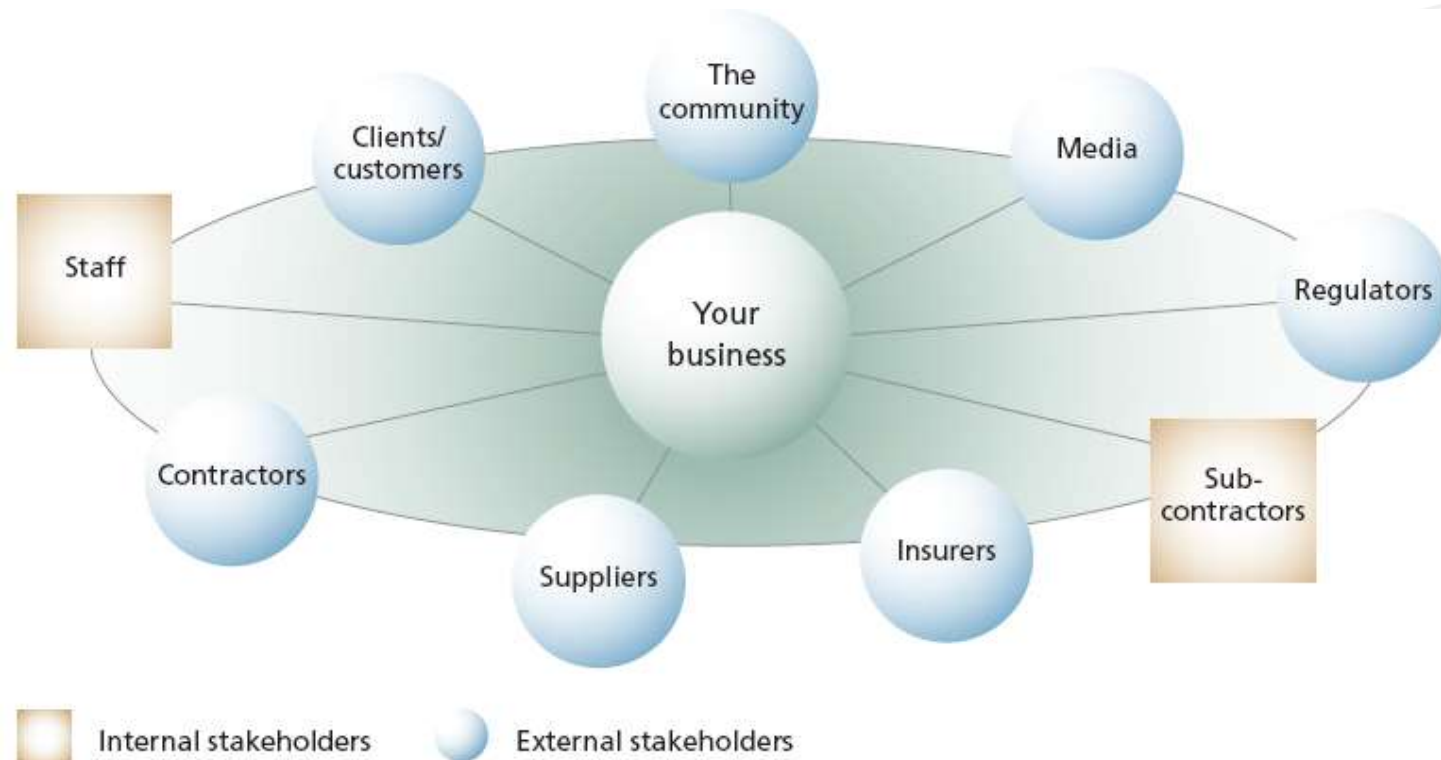 The
community
Clients/
customers
Media
Staff
Regulators
Your
business
Contractors
Sub-
contractors
Suppliers
Insurers
Internal stakeholders
External stakeholders